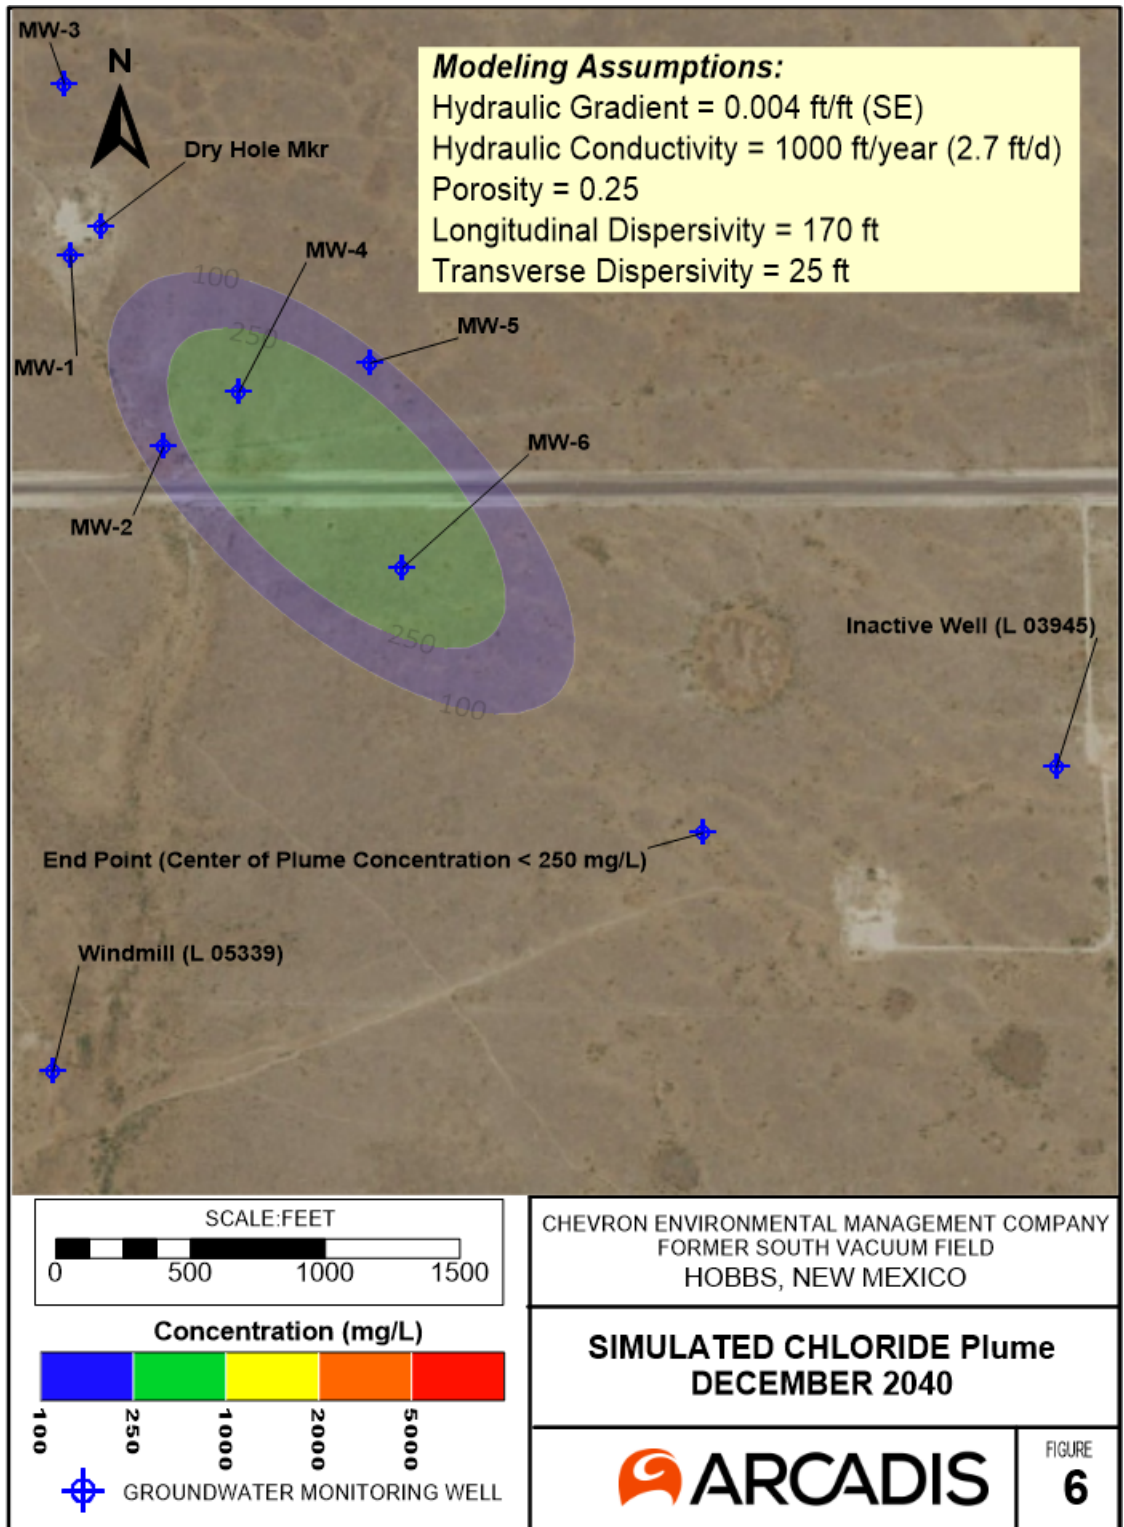 MW-3
N
Modeling Assumptions:
Hydraulic Gradient = 0.004 ft/ft (SE)
Hydraulic Conductivity = 1000 ft/year (2.7 ft/d)
Porosity = 0.25
Longitudinal Dispersivity = 170 ft
Transverse Dispersivity = 25 ft
Dry Hole Mkr
MW-4
100
250
MW-5
MW-1
MW-6
MW-2
250
100
Inactive Well (L 03945)
End Point (Center of Plume Concentration < 250 mg/L)
Windmill (L 05339)
SCALE:FEET
0 500 1000 1500
Concentration (mg/L)
100 250 1000 2000 5000
GROUNDWATER MONITORING WELL
CHEVRON ENVIRONMENTAL MANAGEMENT COMPANY
FORMER SOUTH VACUUM FIELD
HOBBS, NEW MEXICO
SIMULATED CHLORIDE Plume
DECEMBER 2040
ARCADIS
FIGURE
6